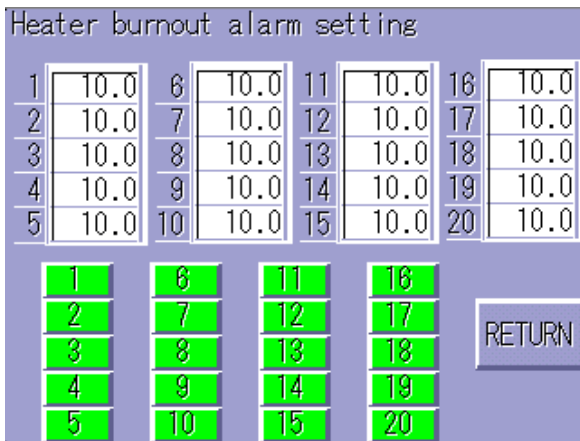 Heater burnout alarm setting
1 10.0 6 10.0 11 10.0 16 10.0
2 10.0 7 10.0 12 10.0 17 10.0
3 10.0 8 10.0 13 10.0 18 10.0
4 10.0 9 10.0 14 10.0 19 10.0
5 10.0 10 10.0 15 10.0 20 10.0
1 6 11 16
2 7 12 17
RETURN
3 8 13 18
4 9 14 19
5 10 15 20